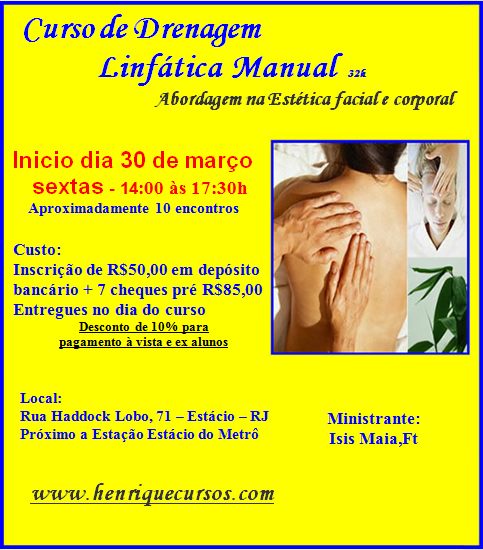 Curso de Drenagem
Linfática Manual 32h
Abordagem na Estética facial e corporal
Inicio dia 30 de março
sextas - 14:00 às 17:30h
Aproximadamente 10 encontros
Custo:
Inscrição de R$50,00 em depósito
bancário + 7 cheques pré R$85,00
Entregues no dia do curso
Desconto de 10% para
pagamento à vista e ex alunos
Local:
Rua Haddock Lobo, 71 – Estácio – RJ
Próximo a Estação Estácio do Metrô
Ministrante:
Isis Maia,Ft
www.henriquecursos.com